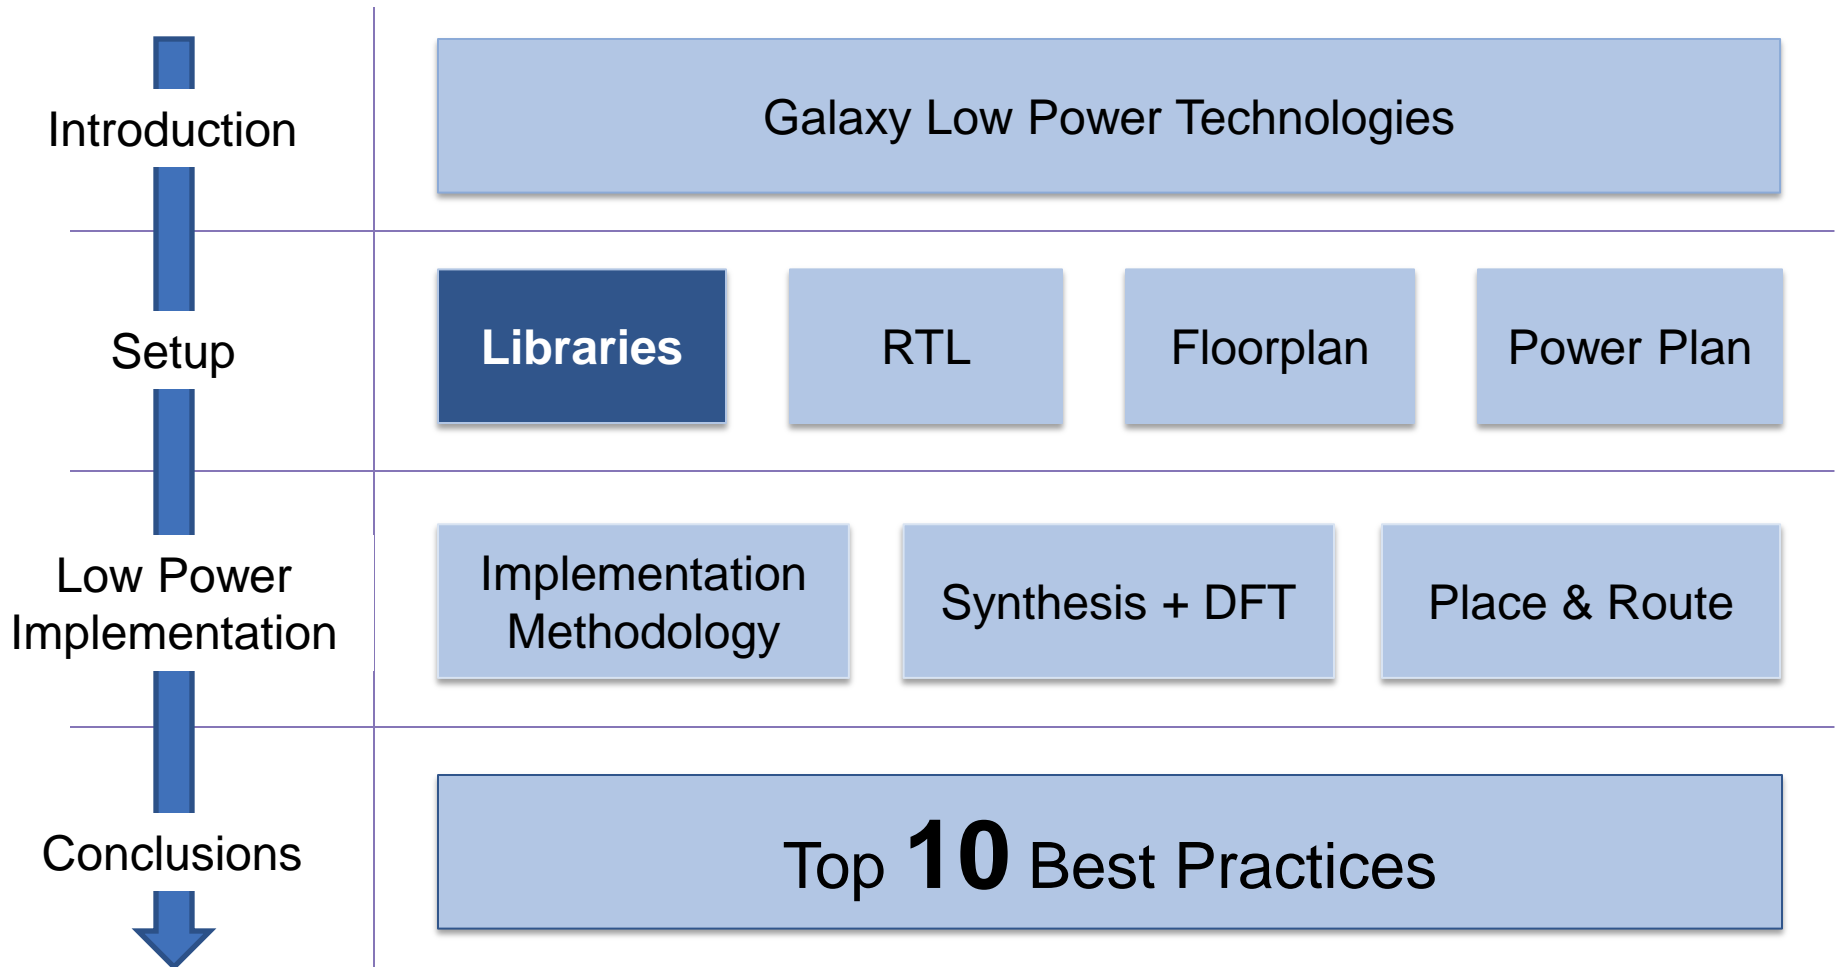 Introduction
Galaxy Low Power Technologies
Setup
Libraries
RTL
Floorplan
Power Plan
Low Power
Implementation
Implementation
Methodology
Synthesis + DFT
Place & Route
Conclusions
Top 10 Best Practices